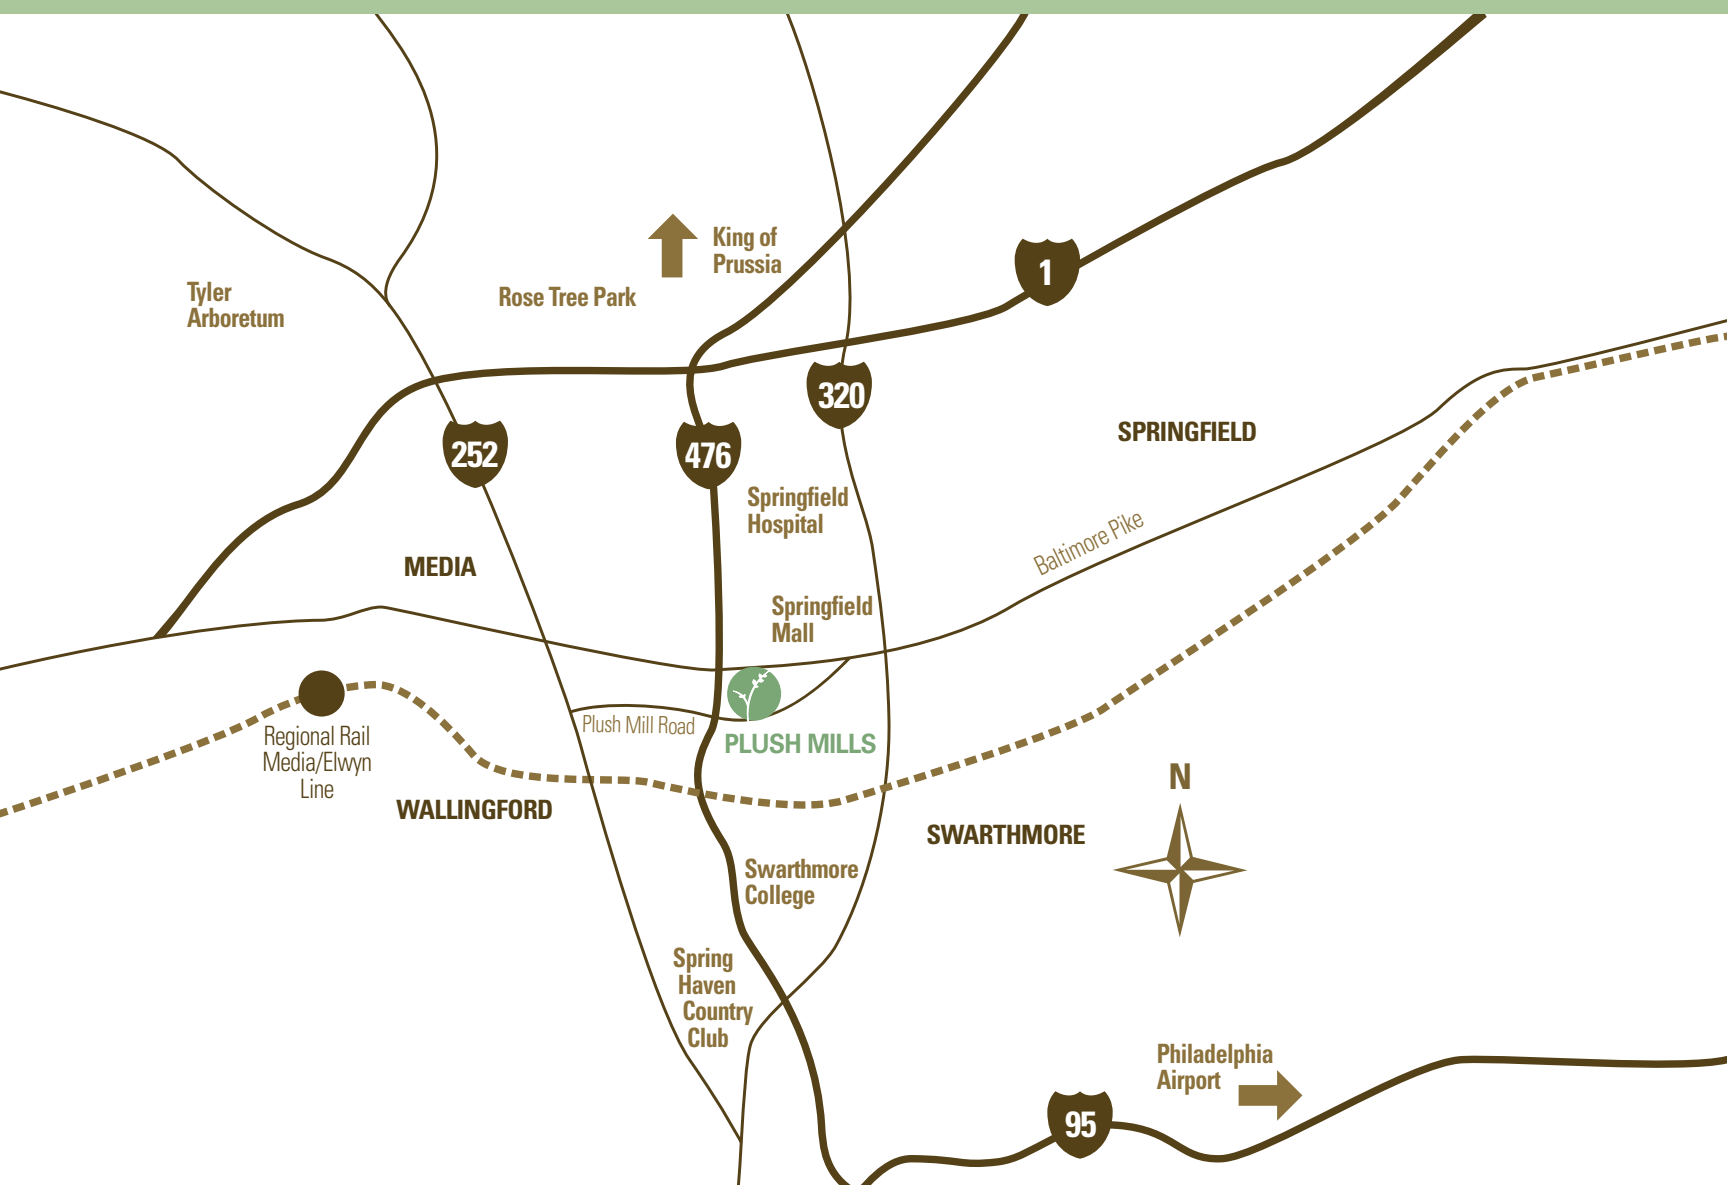 King of
Prussia
1
Tyler
Arboretum
Rose Tree Park
320
SPRINGFIELD
252
476
Springfield
Hospital
Baltimore Pike
MEDIA
Springfield
Mall
Plush Mill Road
PLUSH MILLS
Regional Rail
Media/Elwyn
Line
WALLINGFORD
N
SWARTHMORE
Swarthmore
College
Spring
Haven
Country
Club
Philadelphia
Airport
95